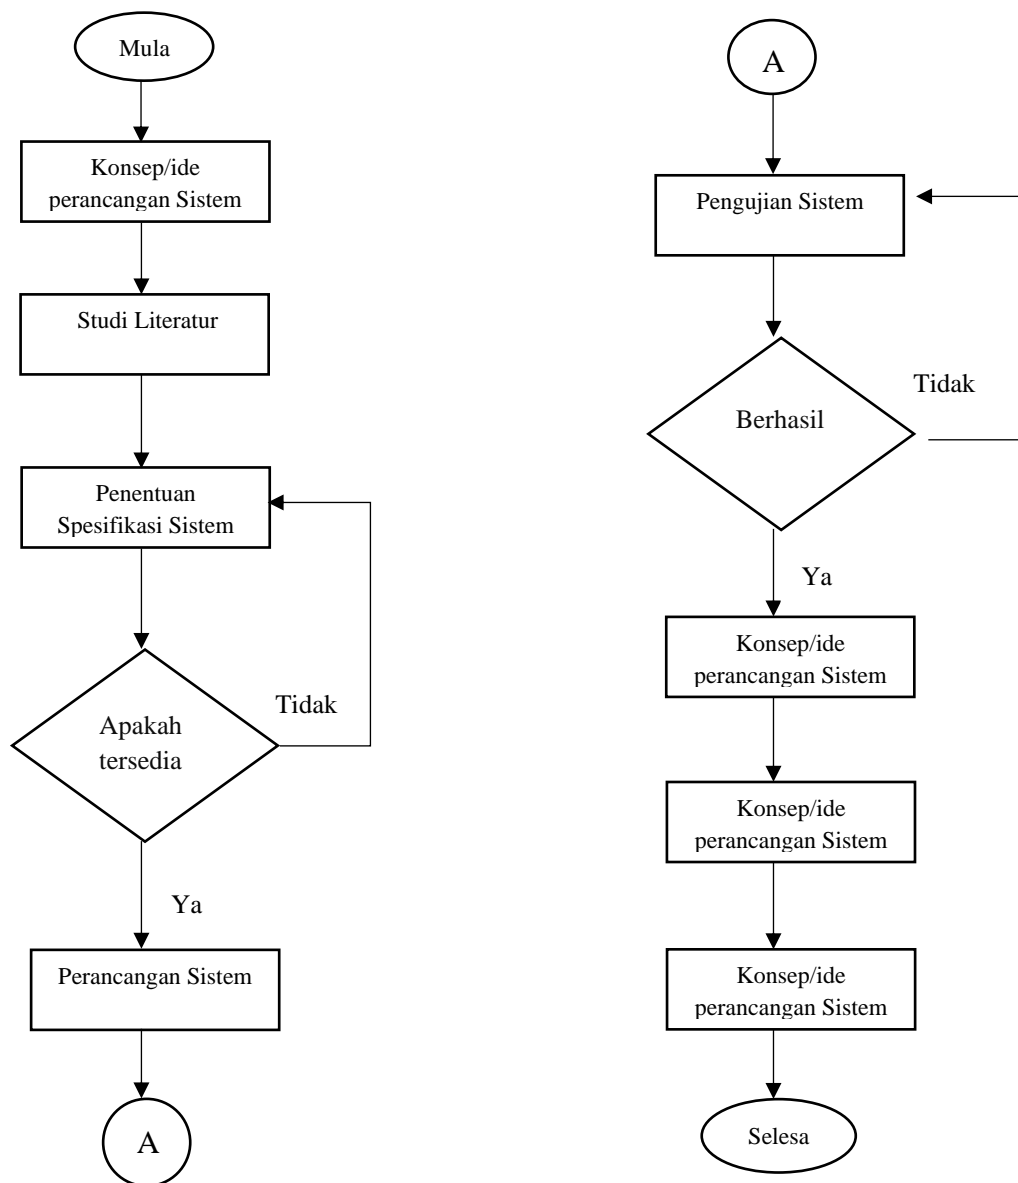 Mula
Konsep/ide
perancangan Sistem
Studi Literatur
Penentuan
Spesifikasi Sistem
Tidak
Apakah
tersedia
Ya
Perancangan Sistem
A
A
Pengujian Sistem
Tidak
Berhasil
Ya
Konsep/ide
perancangan Sistem
Konsep/ide
perancangan Sistem
Konsep/ide
perancangan Sistem
Selesa